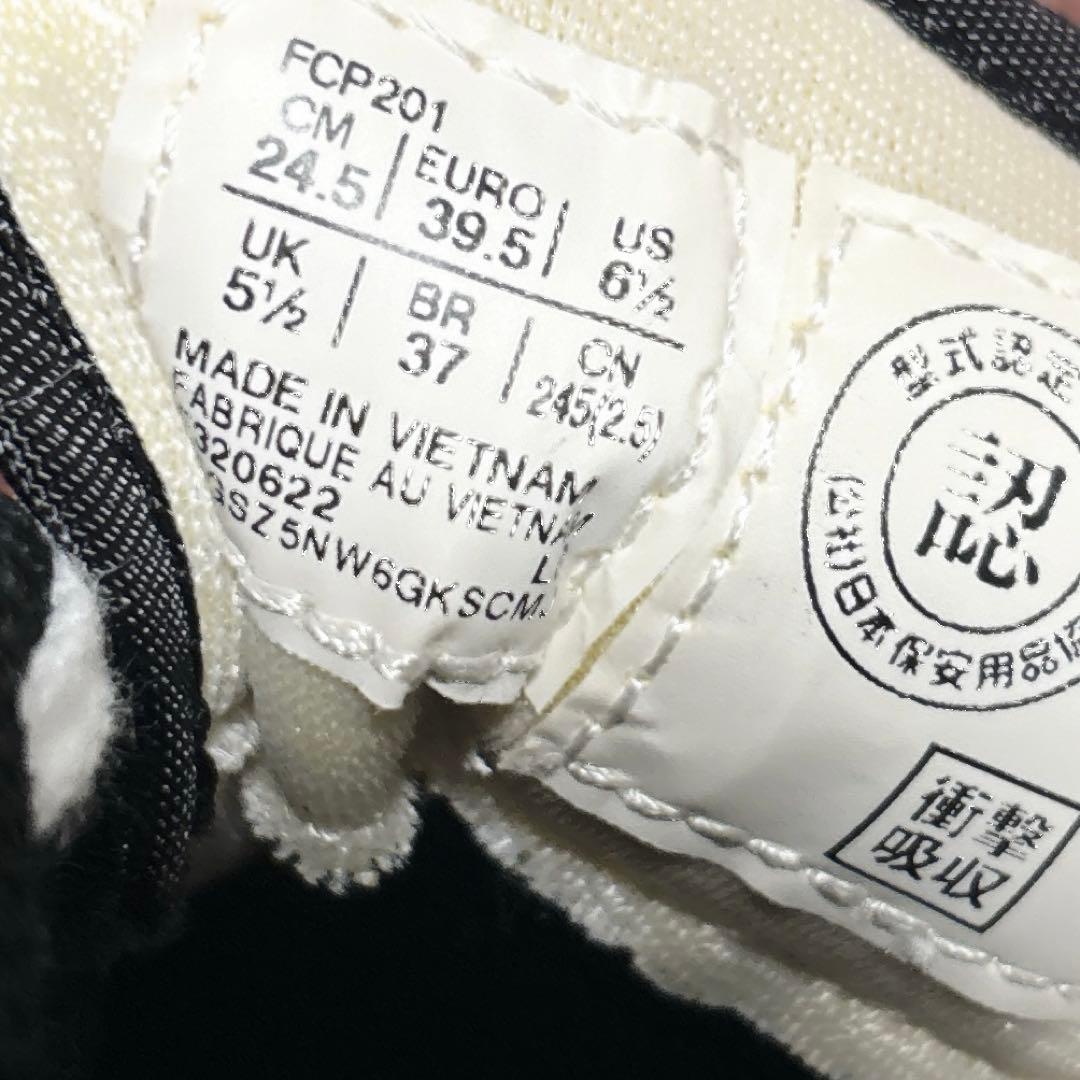 FCP201
CM EURO US
24.5 39.5 6½
UK BR CN
5½ 37 245(2.5)
MADE IN VIETNAM
FABRIQUE AU VIETNA
320622
L
GSZ5NW6GKSCM
型式認定
認
日本保安用品協
衝撃
吸収